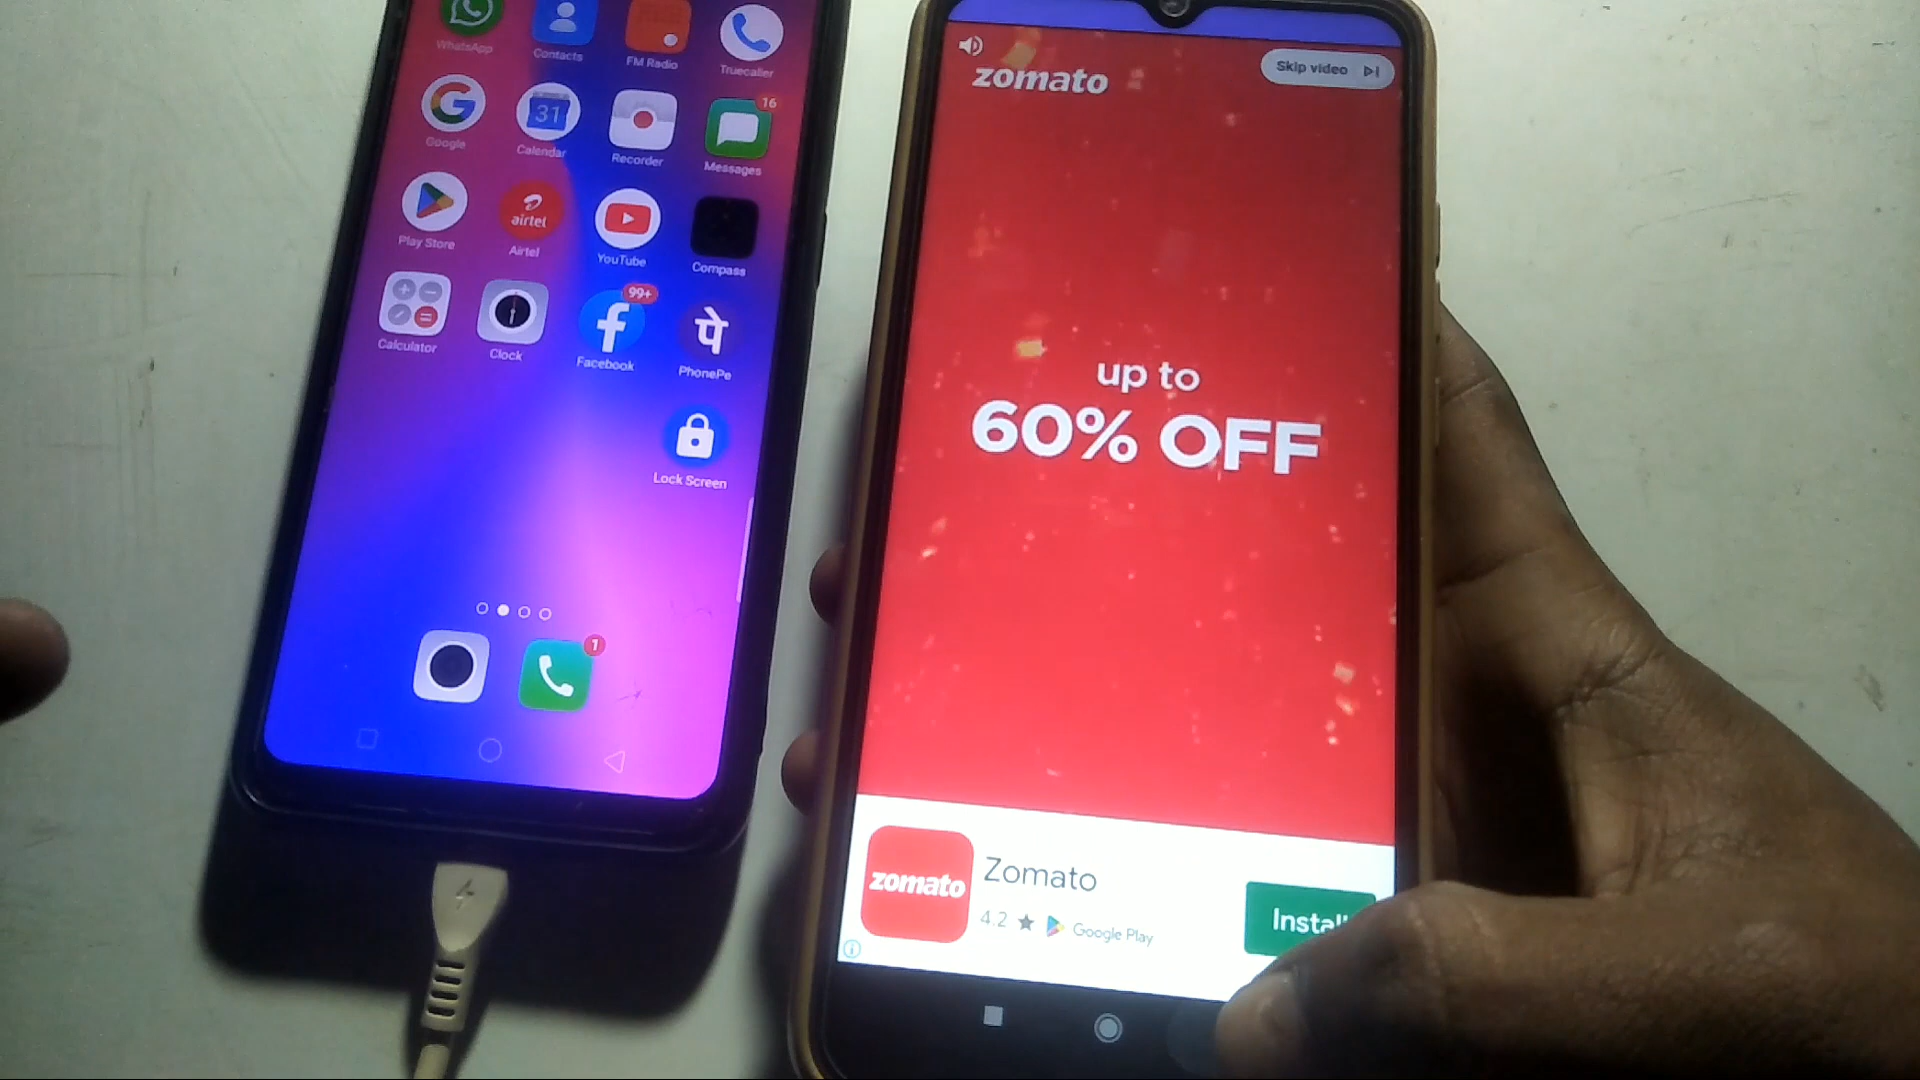 WhatsApp
Contacts
FM Radio
Truecaller
Google
31
Calendar
Recorder
16
Messages
Play Store
airtel
Airtel
YouTube
Compass
Calculator
Clock
99+
Facebook
पे
PhonePe
Lock Screen
1
zomato
Skip video
up to
60% OFF
zomato
Zomato
4.2 ★ Google Play
Install